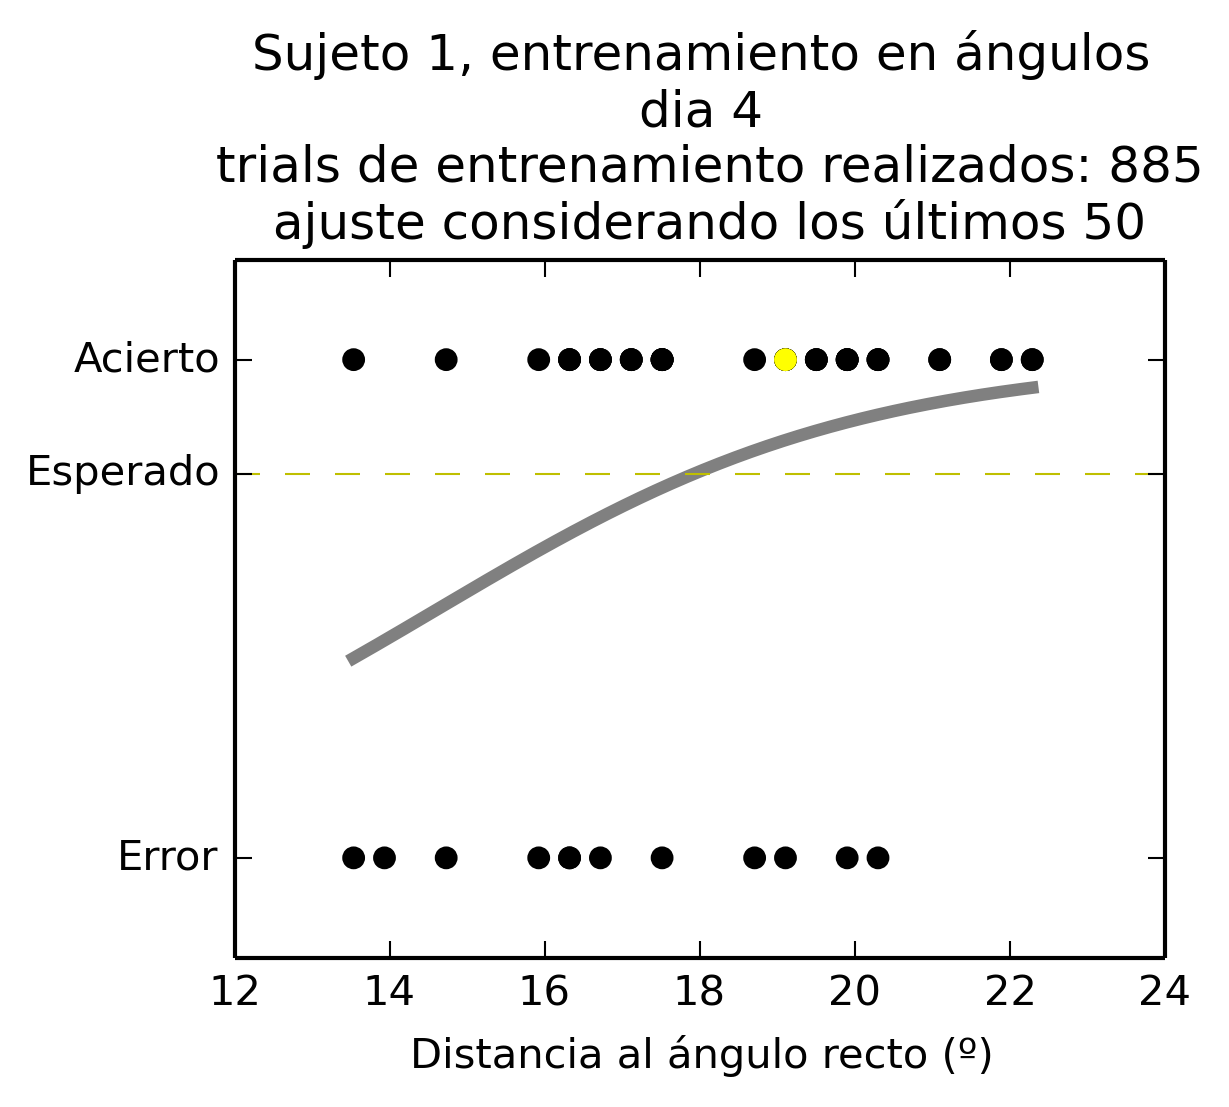 Sujeto 1, entrenamiento en ángulos
dia 4
trials de entrenamiento realizados: 885
ajuste considerando los últimos 50
Acierto
Esperado
Error
12 14 16 18 20 22 24
Distancia al ángulo recto (º)